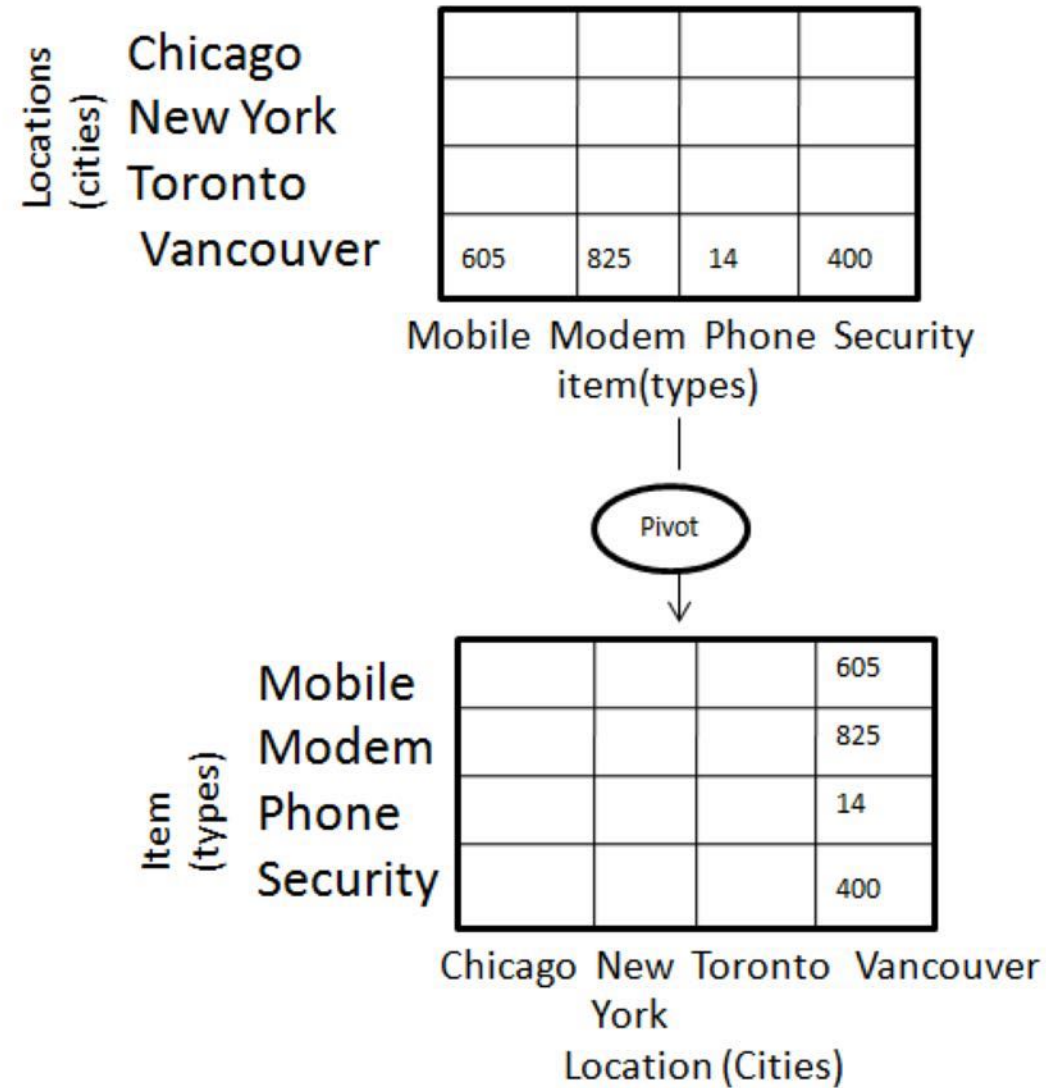 Locations
(cities)
Chicago
New York
Toronto
Vancouver
605 825 14 400
Mobile Modem Phone Security
item(types)
Pivot
Item
(types)
Mobile
Modem
Phone
Security
605
825
14
400
Chicago New Toronto Vancouver
York
Location (Cities)